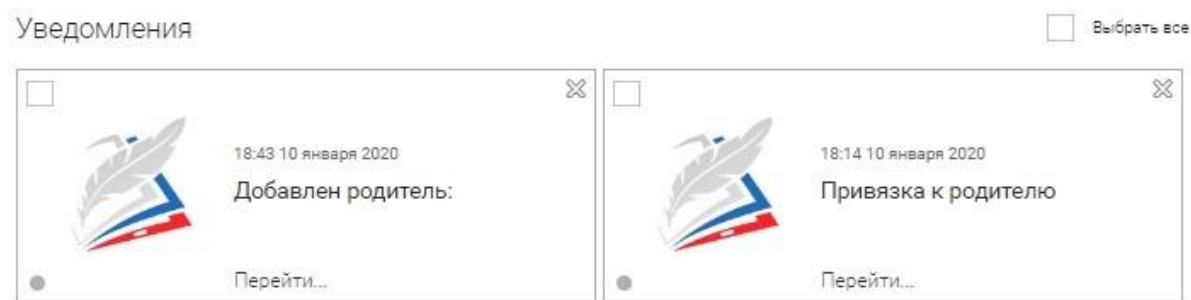 Уведомления
Выбрать все
18:43 10 января 2020
Добавлен родитель:
Перейти...
18:14 10 января 2020
Привязка к родителю
Перейти...